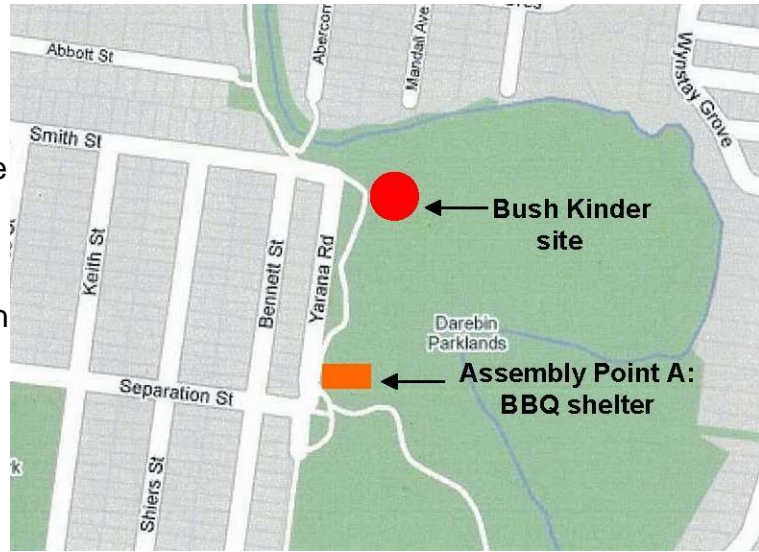 Abbott St
Abercorn
Mandall Ave
Wynstay Grove
Smith St
Keith St
Bennett St
Yarana Rd
Bush Kinder
site
Darebin
Parklands
Assembly Point A:
BBQ shelter
Separation St
Shiers St